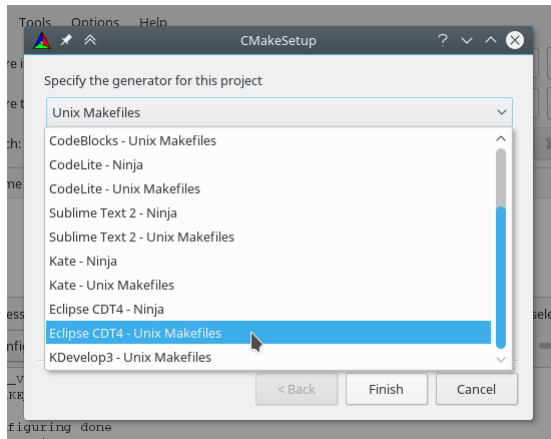 Tools Options Help
CMakeSetup
Specify the generator for this project
Unix Makefiles
CodeBlocks - Unix Makefiles
CodeLite - Ninja
CodeLite - Unix Makefiles
Sublime Text 2 - Ninja
Sublime Text 2 - Unix Makefiles
Kate - Ninja
Kate - Unix Makefiles
Eclipse CDT4 - Ninja
Eclipse CDT4 - Unix Makefiles
KDevelop3 - Unix Makefiles
< Back Finish Cancel
figuring done